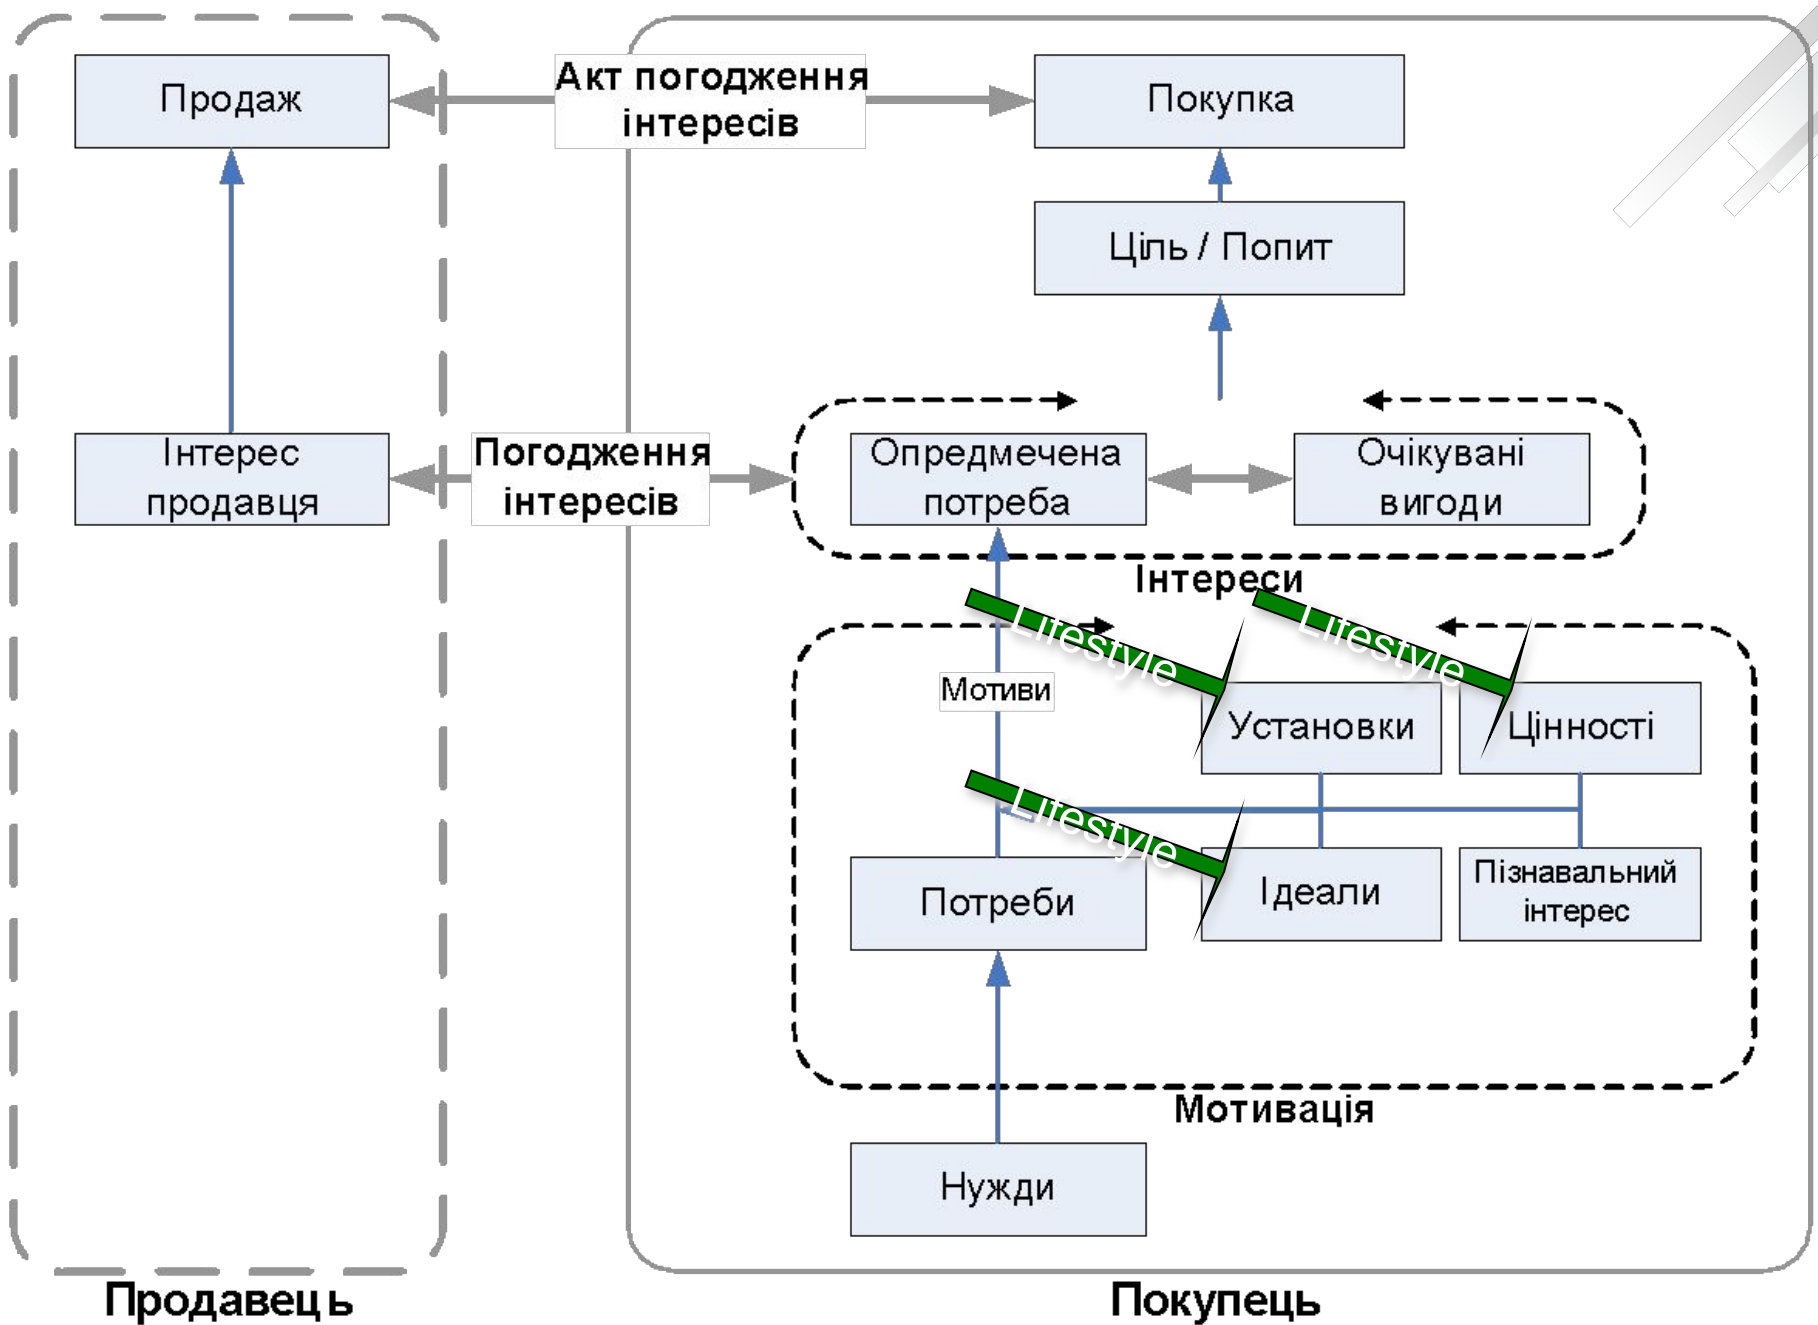 Продаж
Акт погодження
інтересів
Покупка
Ціль / Попит
Інтерес
продавця
Погодження
інтересів
Опредмечена
потреба
Очікувані
вигоди
Інтереси
Lifestyle
Lifestyle
Мотиви
Установки
Цінності
Lifestyle
Потреби
Ідеали
Пізнавальний
інтерес
Мотивація
Нужди
Продавець
Покупець